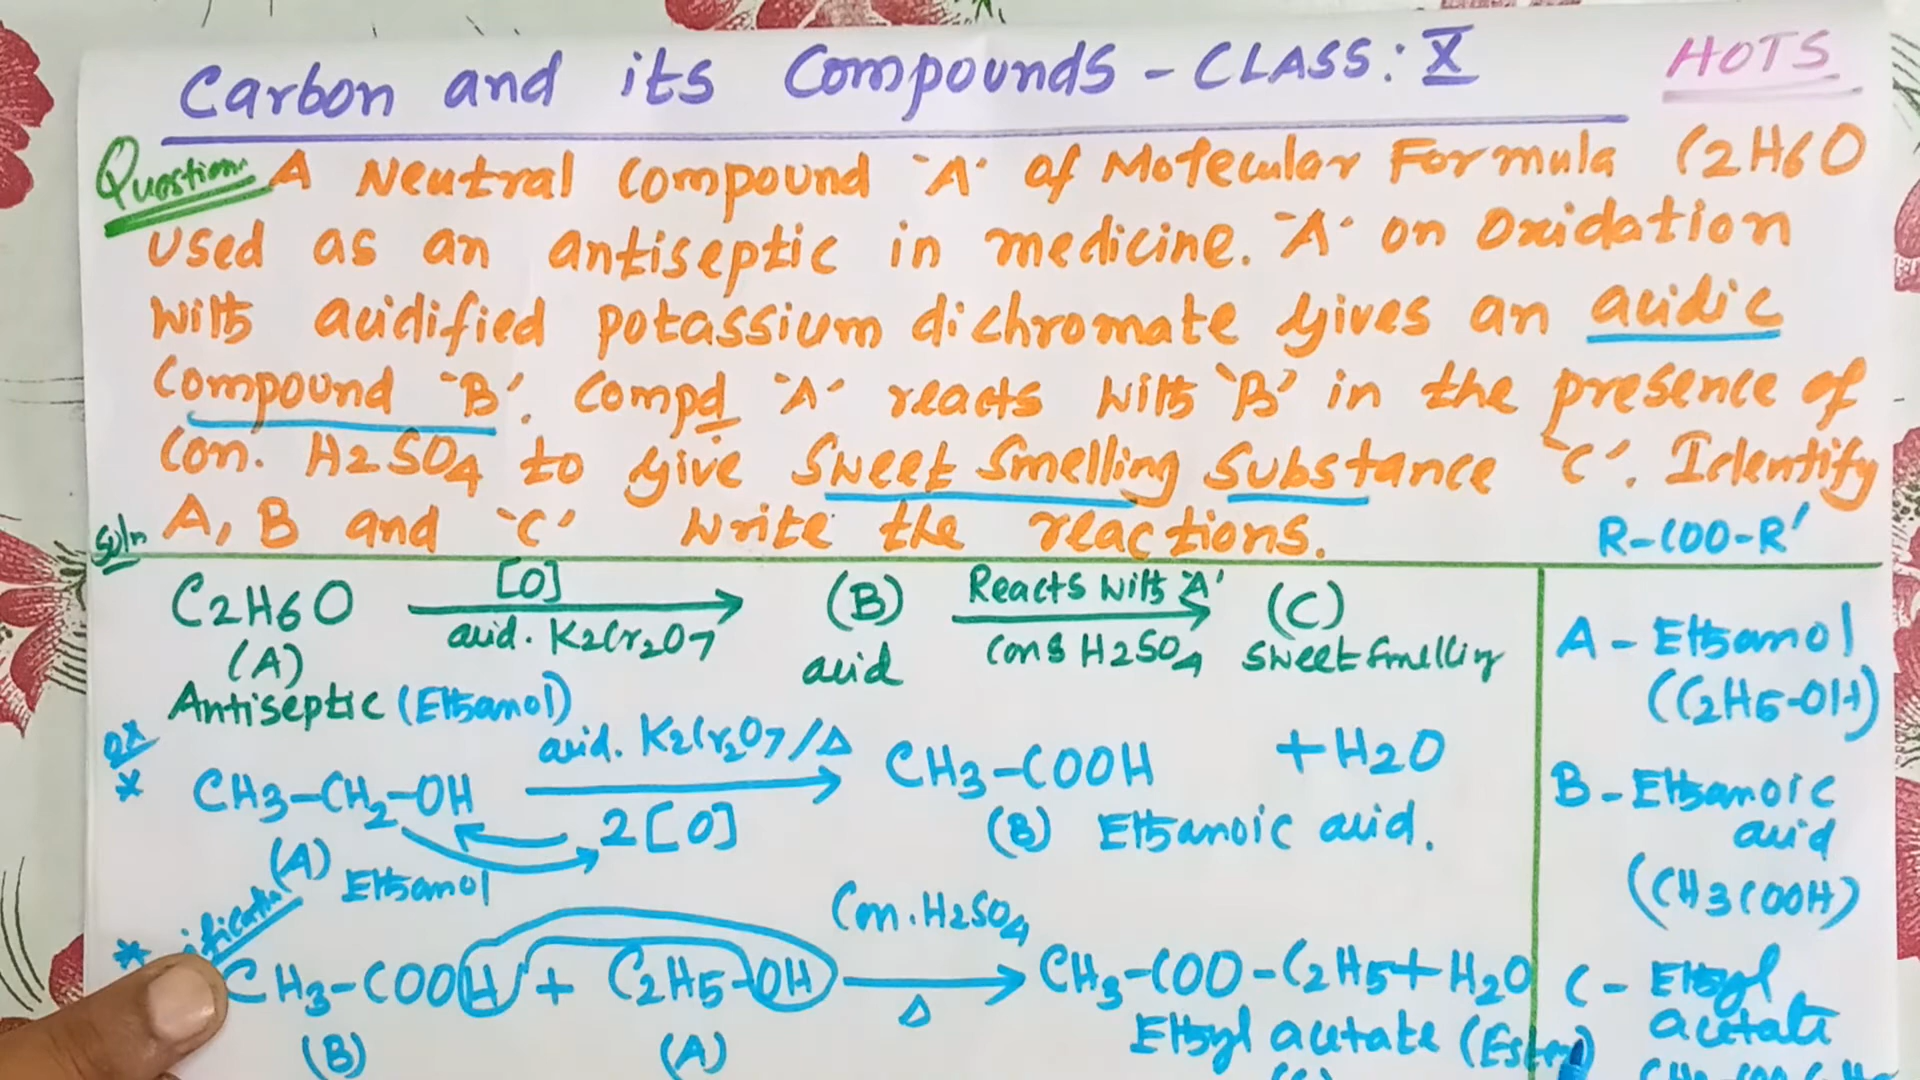 Carbon and its Compounds - CLASS: X
HOTS
Question: A Neutral compound 'A' of Molecular Formula C2H6O
used as an antiseptic in medicine. 'A' on Oxidation
with acidified potassium dichromate gives an acidic
Compound 'B'. Compd 'A' reacts with 'B' in the presence of
Con. H2SO4 to give Sweet Smelling Substance 'C'. Identify
A, B and 'C' Write the reactions.
R-COO-R'
Soln
C2H6O [O] (B) Reacts with 'A' (C)
(A) acid. K2Cr2O7 acid H2SO4 Sweet Smelling
Antiseptic (Ethanol)
* CH3-CH2-OH acid. K2Cr2O7/Δ CH3-COOH + H2O
(A) Ethanol 2[O] (B) Ethanoic acid.
* CH3-COOH + C2H5-OH Con. H2SO4 Δ CH3-COO-C2H5 + H2O
(B) (A) Ethyl acetate (Ester)
A - Ethanol
(C2H5-OH)
B - Ethanoic
acid
(CH3COOH)
C - Ethyl
acetate